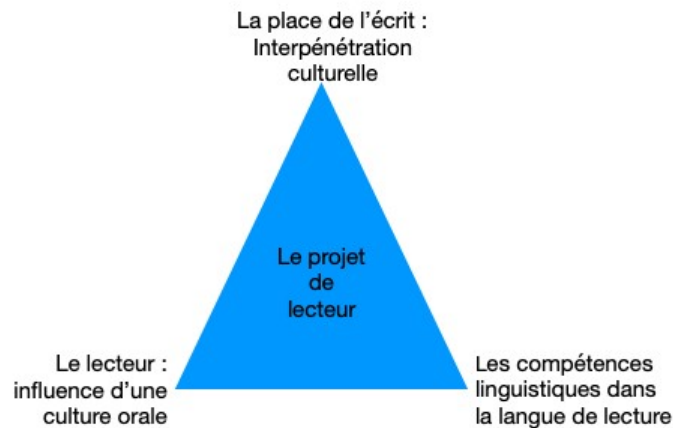 La place de l’écrit :
Interpénétration
culturelle
Le projet
de
lecteur
Le lecteur :
influence d’une
culture orale
Les compétences
linguistiques dans
la langue de lecture